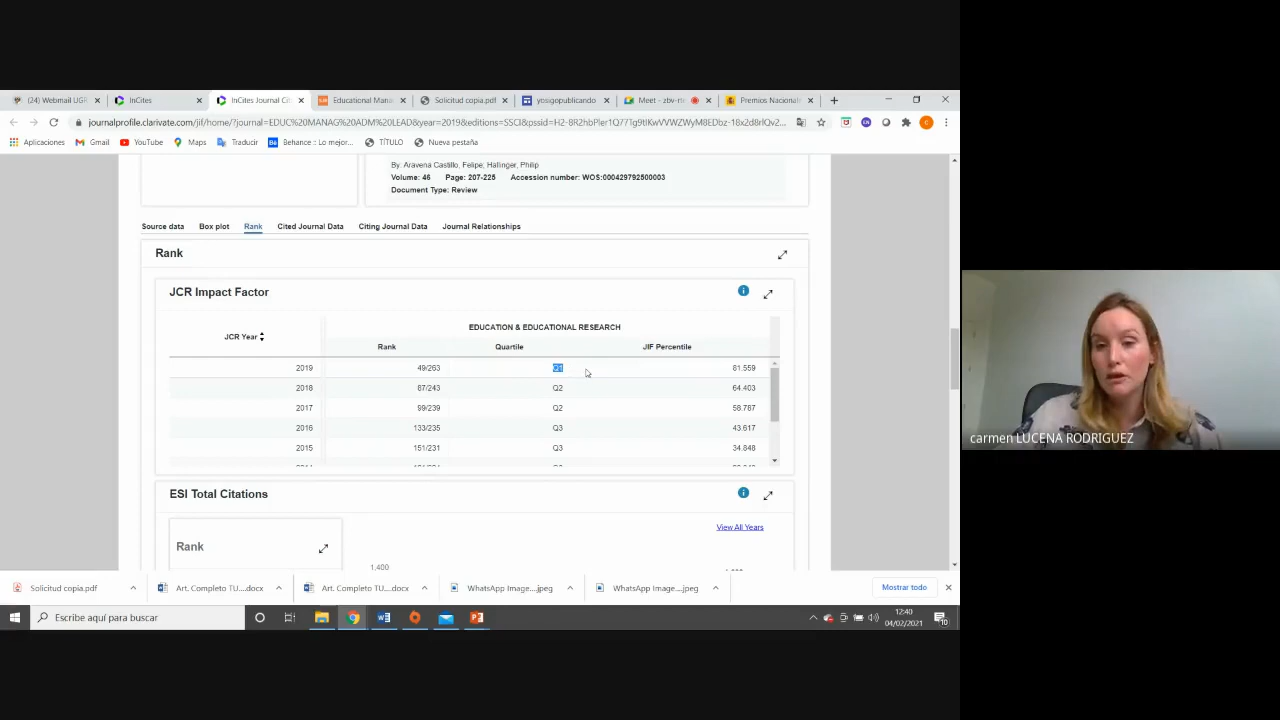 (24) Webmail UGR
InCites
InCites Journal Cit
Educational Mana
Solicitud copia.pdf
yosigopublicando
Premios Nacional
journalprofile.clarivate.com/jif/home/?journal=EDUC%20MANAG%20ADM%20LEAD&year=2019&editions=SSCI&pssid=
Aplicaciones
Gmail
YouTube
Maps
Traducir
Behance :: Lo mejor...
TÍTULO
Nueva pestaña
By: Aravena Castillo, Felipe; Hallinger, Philip
Volume: 46 Page: 207-225 Accession number: WOS:000429792500003
Document Type: Review
Source data Box plot Rank Cited Journal Data Citing Journal Data Journal Relationships
Rank
JCR Impact Factor
JCR Year
EDUCATION & EDUCATIONAL RESEARCH
Rank Quartile JIF Percentile
2019 49/263 Q1 81.559
2018 87/243 Q2 64.403
2017 99/239 Q2 58.787
2016 133/235 Q3 43.617
2015 151/231 Q3 34.848
ESI Total Citations
View All Years
Rank
1,400
carmen LUCENA RODRIGUEZ
Solicitud copia.pdf
Art. Completo TU....docx
Art. Completo TU....docx
WhatsApp Image....jpeg
WhatsApp Image....jpeg
Mostrar todo
Escribe aquí para buscar
12:40
04/02/2021